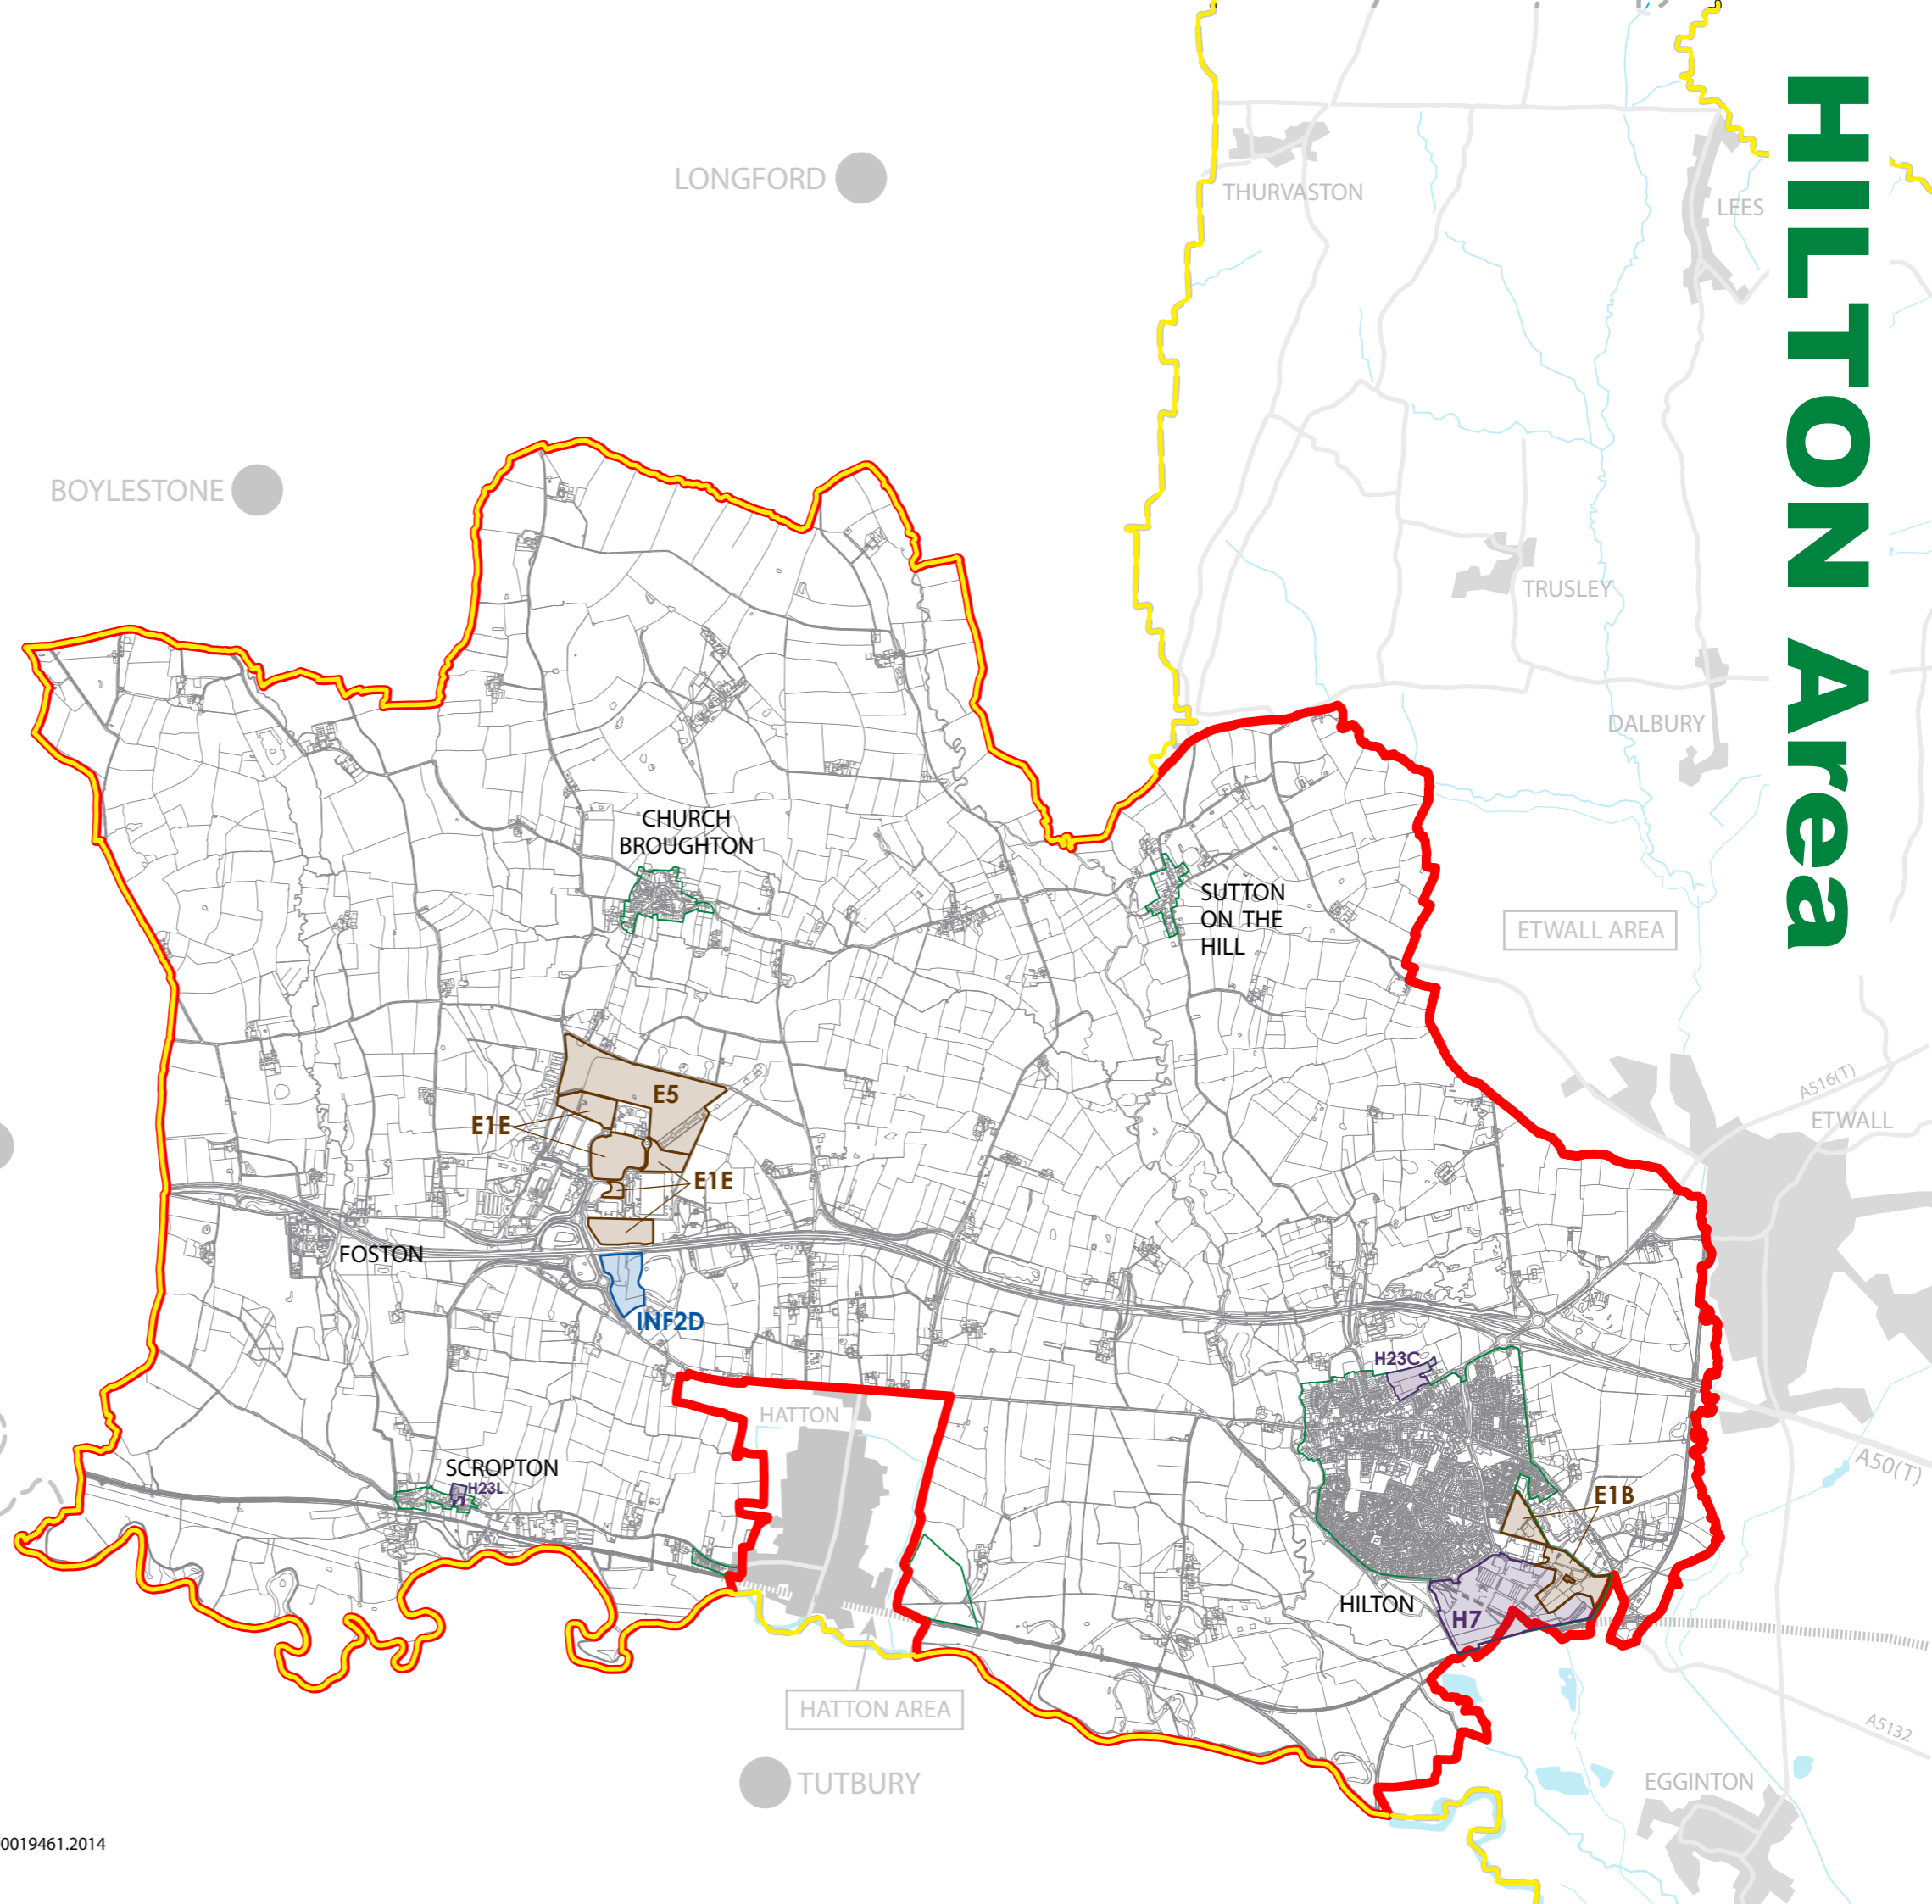 HILTON Area
LONGFORD
THURVASTON
LEES
BOYLESTONE
TRUSLEY
DALBURY
CHURCH
BROUGHTON
SUTTON
ON THE
HILL
ETWALL AREA
A516(T)
ETWALL
E5
E1E
E1E
FOSTON
INF2D
H23C
HATTON
A50(T)
SCROPTON
H23L
E1B
HILTON
H7
HATTON AREA
A5132
TUTBURY
EGGINTON
0019461.2014